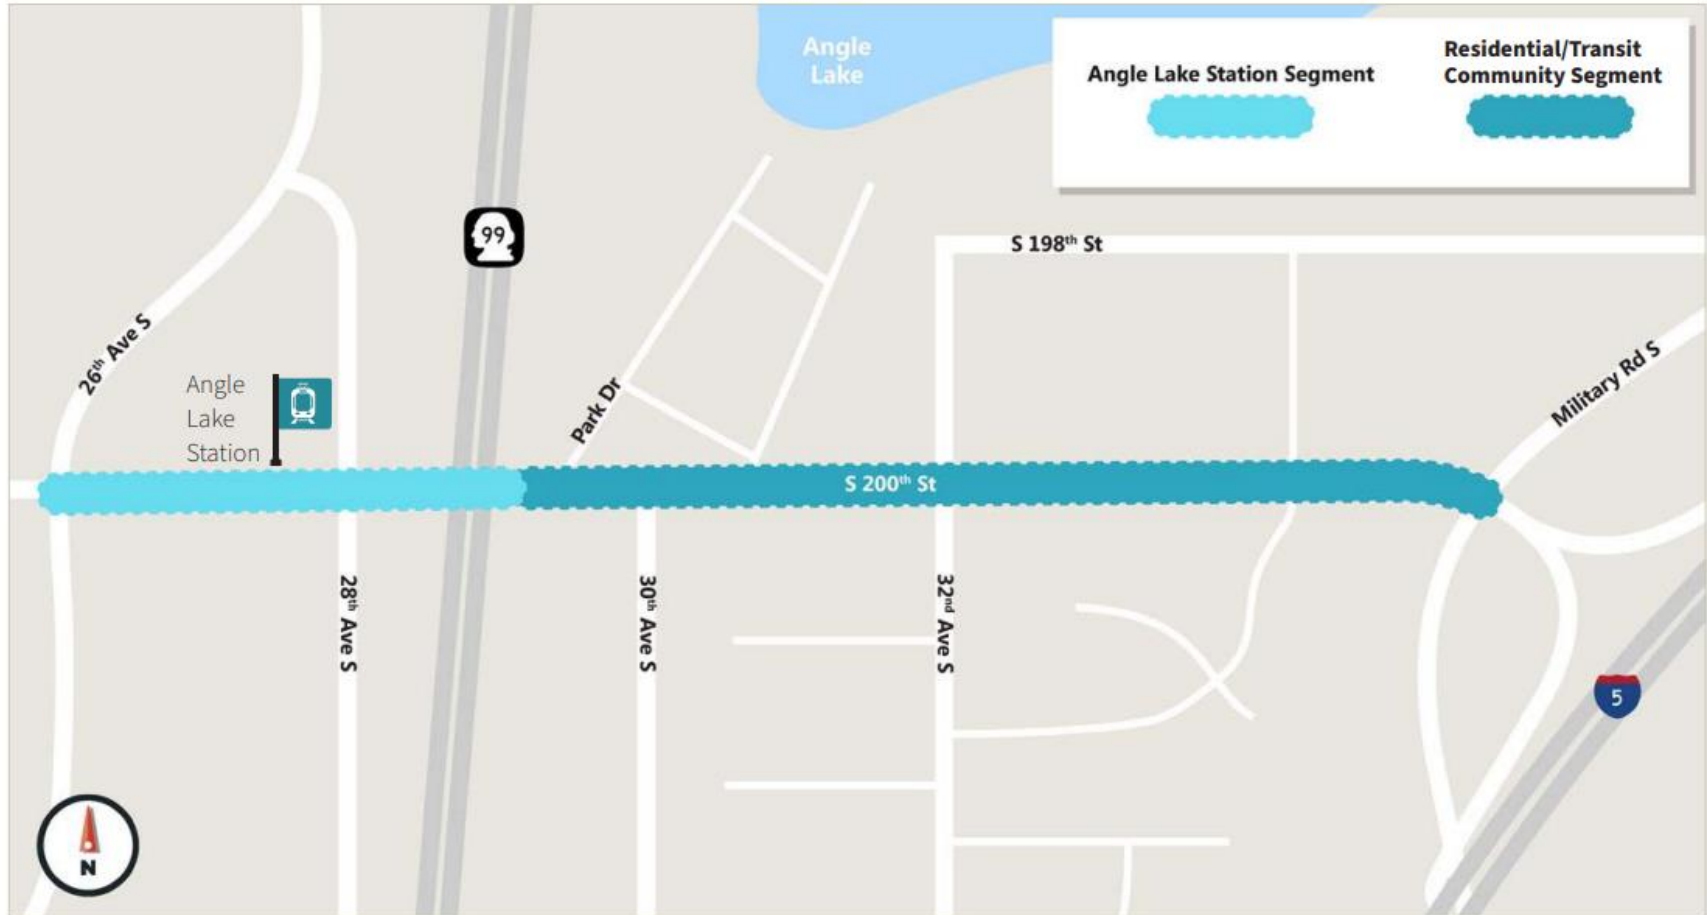 Angle
Lake
Angle Lake Station Segment
Residential/Transit
Community Segment
99
S 198th St
26th Ave S
Angle
Lake
Station
Park Dr
Military Rd S
S 200th St
28th Ave S
30th Ave S
32nd Ave S
5
N